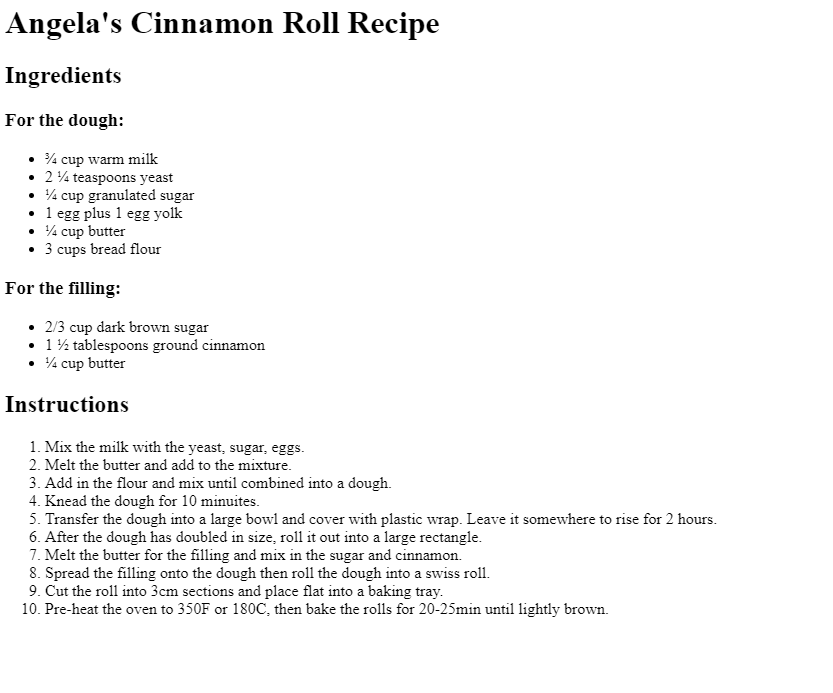 Angela's Cinnamon Roll Recipe
Ingredients
For the dough:
• ¾ cup warm milk
• 2 ¼ teaspoons yeast
• ¼ cup granulated sugar
• 1 egg plus 1 egg yolk
• ¼ cup butter
• 3 cups bread flour
For the filling:
• 2/3 cup dark brown sugar
• 1 ½ tablespoons ground cinnamon
• ¼ cup butter
Instructions
1. Mix the milk with the yeast, sugar, eggs.
2. Melt the butter and add to the mixture.
3. Add in the flour and mix until combined into a dough.
4. Knead the dough for 10 minuites.
5. Transfer the dough into a large bowl and cover with plastic wrap. Leave it somewhere to rise for 2 hours.
6. After the dough has doubled in size, roll it out into a large rectangle.
7. Melt the butter for the filling and mix in the sugar and cinnamon.
8. Spread the filling onto the dough then roll the dough into a swiss roll.
9. Cut the roll into 3cm sections and place flat into a baking tray.
10. Pre-heat the oven to 350F or 180C, then bake the rolls for 20-25min until lightly brown.